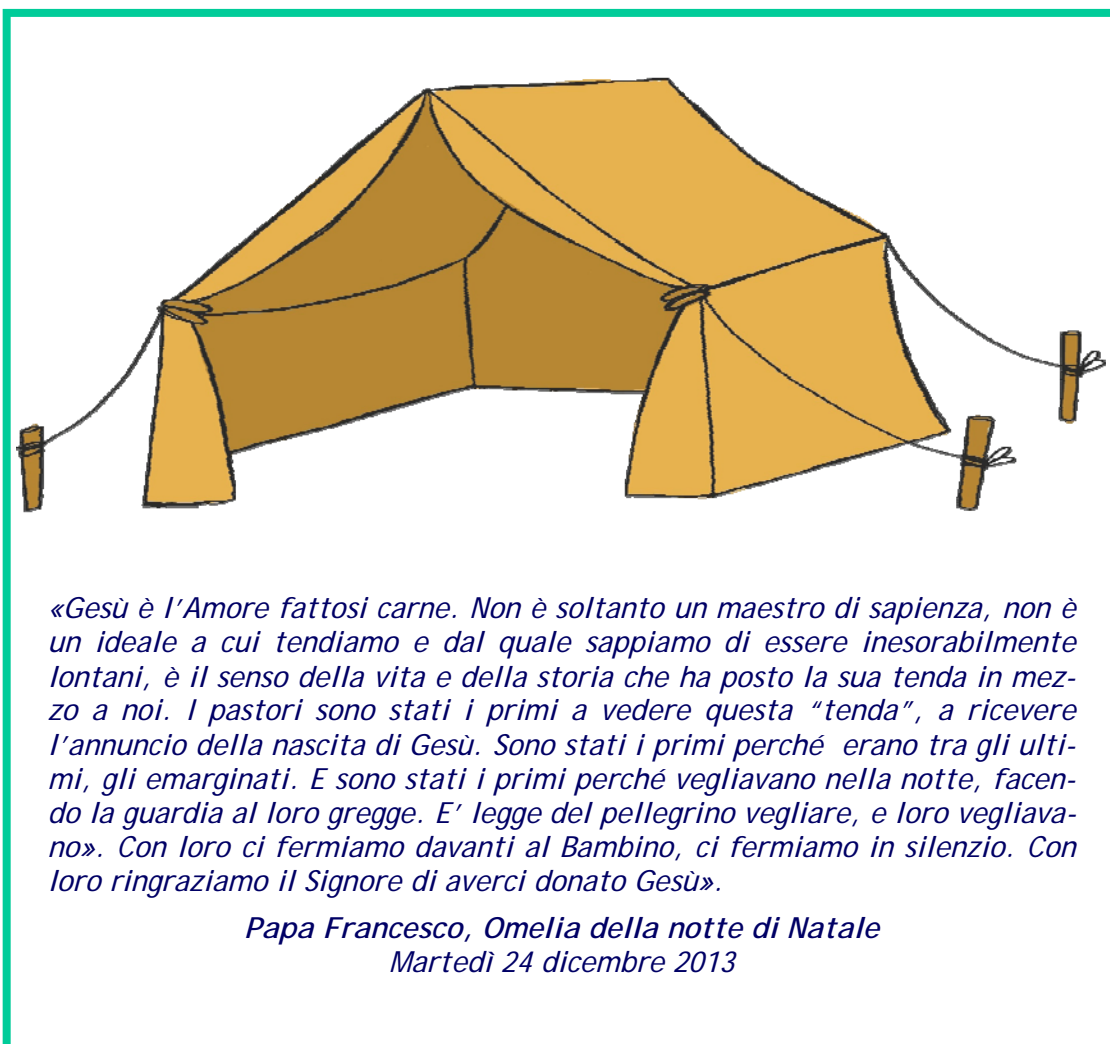 «Gesù è l'Amore fattosi carne. Non è soltanto un maestro di sapienza, non è
un ideale a cui tendiamo e dal quale sappiamo di essere inesorabilmente
lontani, è il senso della vita e della storia che ha posto la sua tenda in mez-
zo a noi. I pastori sono stati i primi a vedere questa "tenda", a ricevere
l'annuncio della nascita di Gesù. Sono stati i primi perché erano tra gli ulti-
mi, gli emarginati. E sono stati i primi perché vegliavano nella notte, facen-
do la guardia al loro gregge. E' legge del pellegrino vegliare, e loro vegliava-
no». Con loro ci fermiamo davanti al Bambino, ci fermiamo in silenzio. Con
loro ringraziamo il Signore di averci donato Gesù».
Papa Francesco, Omelia della notte di Natale
Martedì 24 dicembre 2013